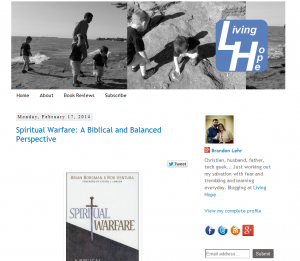 Living
Hope
Home About Book Reviews Subscribe
Monday, February 17, 2014
Spiritual Warfare: A Biblical and Balanced
Perspective
Tweet
BRIAN BORGMAN & ROB VENTURA
SPIRITUAL
WARFARE
Brandon Lehr
Christian, husband, father,
tech geek... Just working out
my salvation with fear and
trembling and learning
everyday. Blogging at Living
Hope
View my complete profile
Email address...
Submit